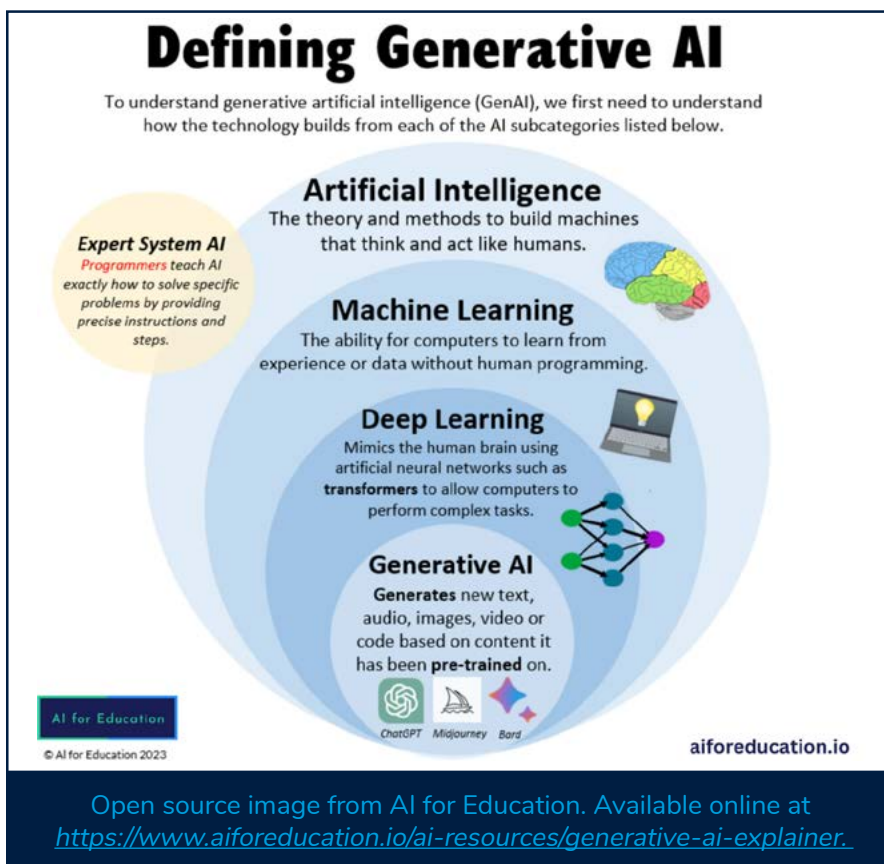 Defining Generative AI
To understand generative artificial intelligence (GenAI), we first need to understand
how the technology builds from each of the AI subcategories listed below.
Artificial Intelligence
The theory and methods to build machines
that think and act like humans.
Expert System AI
Programmers teach AI
exactly how to solve specific
problems by providing
precise instructions and
steps.
Machine Learning
The ability for computers to learn from
experience or data without human programming.
Deep Learning
Mimics the human brain using
artificial neural networks such as
transformers to allow computers to
perform complex tasks.
Generative AI
Generates new text,
audio, images, video or
code based on content it
has been pre-trained on.
ChatGPT Midjourney Bard
AI for Education
© AI for Education 2023
aiforeducation.io
Open source image from AI for Education. Available online at
https://www.aiforeducation.io/ai-resources/generative-ai-explainer.